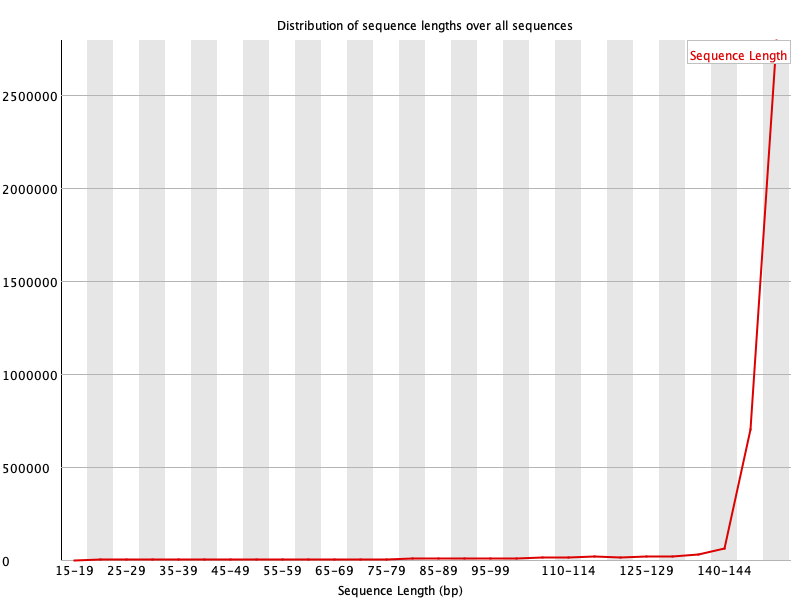 Distribution of sequence lengths over all sequences
Sequence Length
2500000
2000000
1500000
1000000
500000
0
15-19 25-29 35-39 45-49 55-59 65-69 75-79 85-89 95-99 110-114 125-129 140-144
Sequence Length (bp)